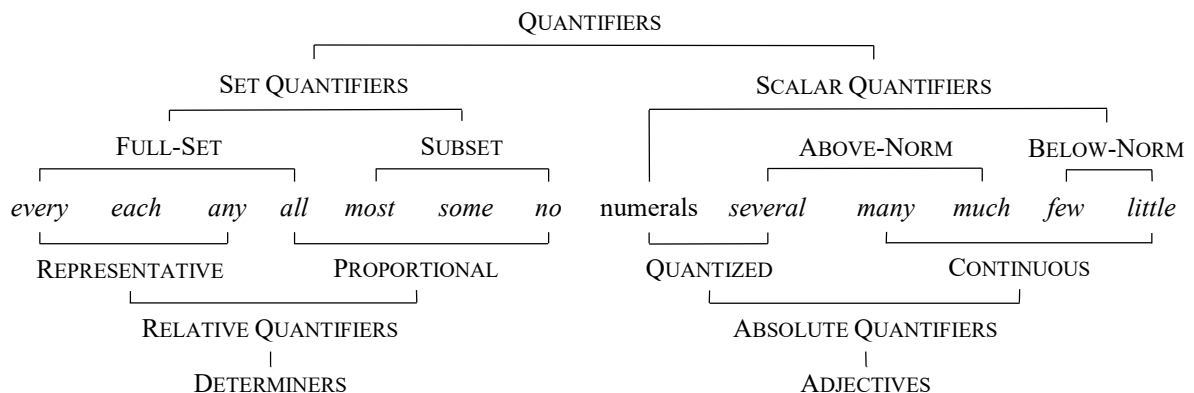 QUANTIFIERS
SET QUANTIFIERS SCALAR QUANTIFIERS
FULL-SET SUBSET ABOVE-NORM BELOW-NORM
every each any all most some no numerals several many much few little
REPRESENTATIVE PROPORTIONAL QUANTIZED CONTINUOUS
RELATIVE QUANTIFIERS ABSOLUTE QUANTIFIERS
DETERMINERS ADJECTIVES